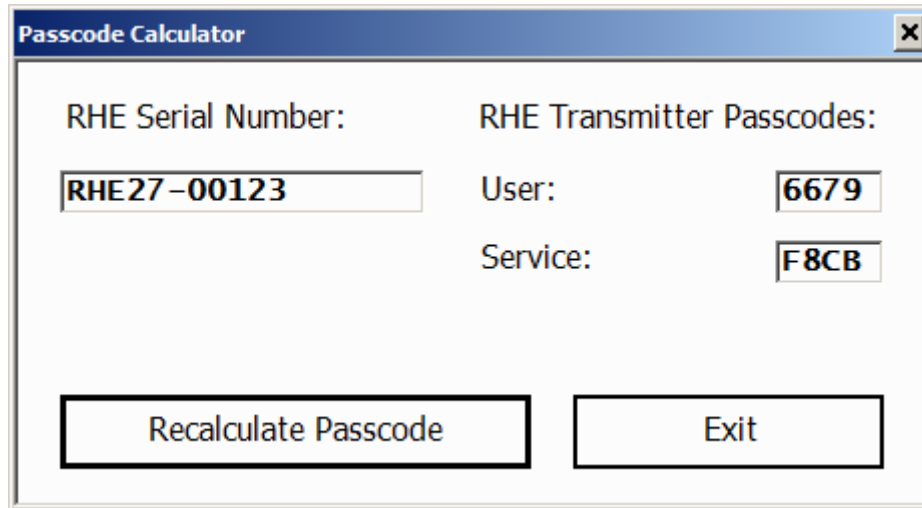 Passcode Calculator
RHE Serial Number:
RHE Transmitter Passcodes:
RHE27-00123
User:
6679
Service:
F8CB
Recalculate Passcode
Exit